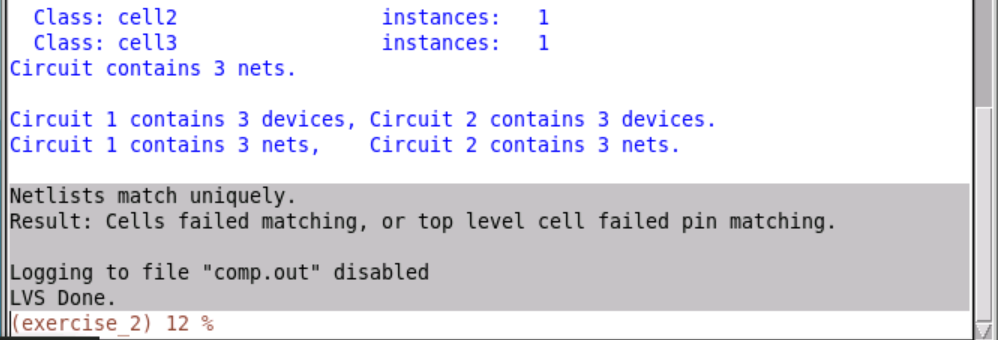 Class: cell2 instances: 1
Class: cell3 instances: 1
Circuit contains 3 nets.
Circuit 1 contains 3 devices, Circuit 2 contains 3 devices.
Circuit 1 contains 3 nets, Circuit 2 contains 3 nets.
Netlists match uniquely.
Result: Cells failed matching, or top level cell failed pin matching.
Logging to file "comp.out" disabled
LVS Done.
(exercise_2) 12 %